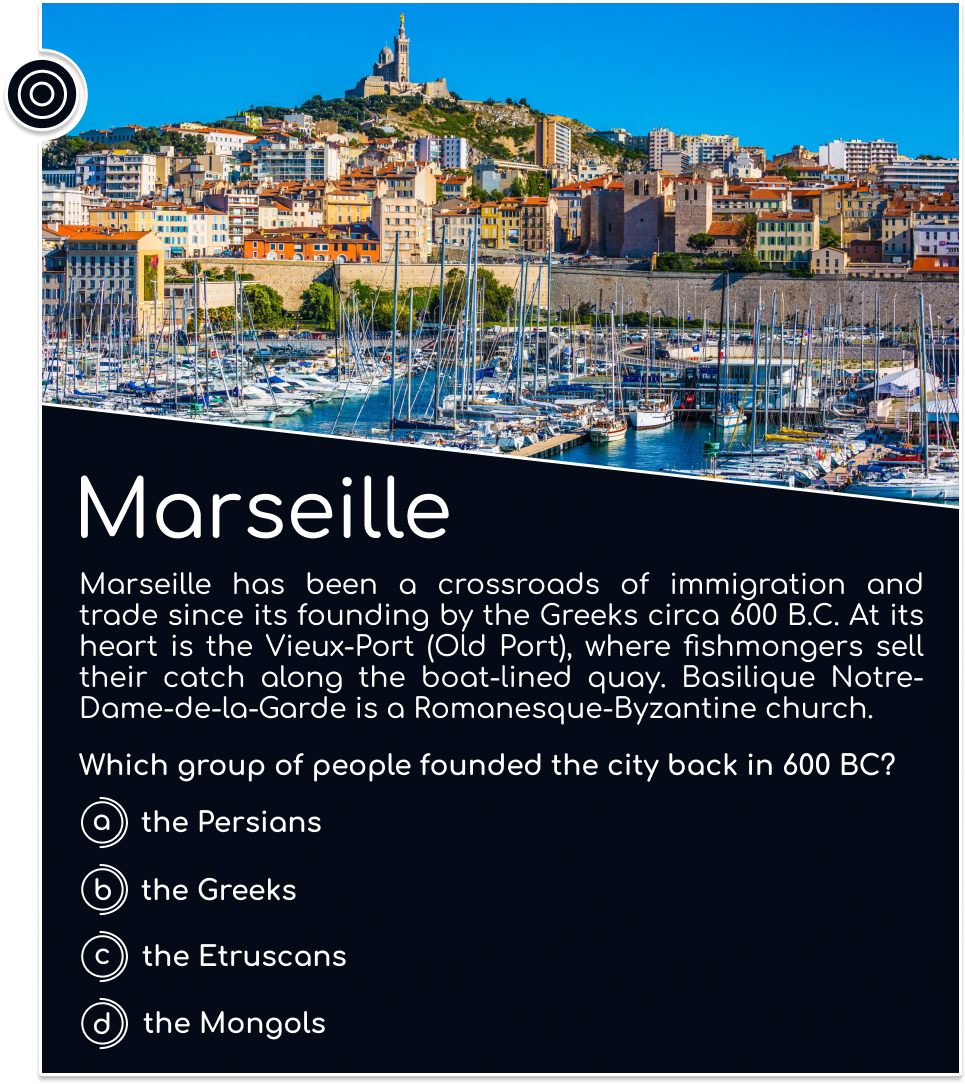 Marseille
Marseille has been a crossroads of immigration and
trade since its founding by the Greeks circa 600 B.C. At its
heart is the Vieux-Port (Old Port), where fishmongers sell
their catch along the boat-lined quay. Basilique Notre-
Dame-de-la-Garde is a Romanesque-Byzantine church.
Which group of people founded the city back in 600 BC?
a the Persians
b the Greeks
c the Etruscans
d the Mongols